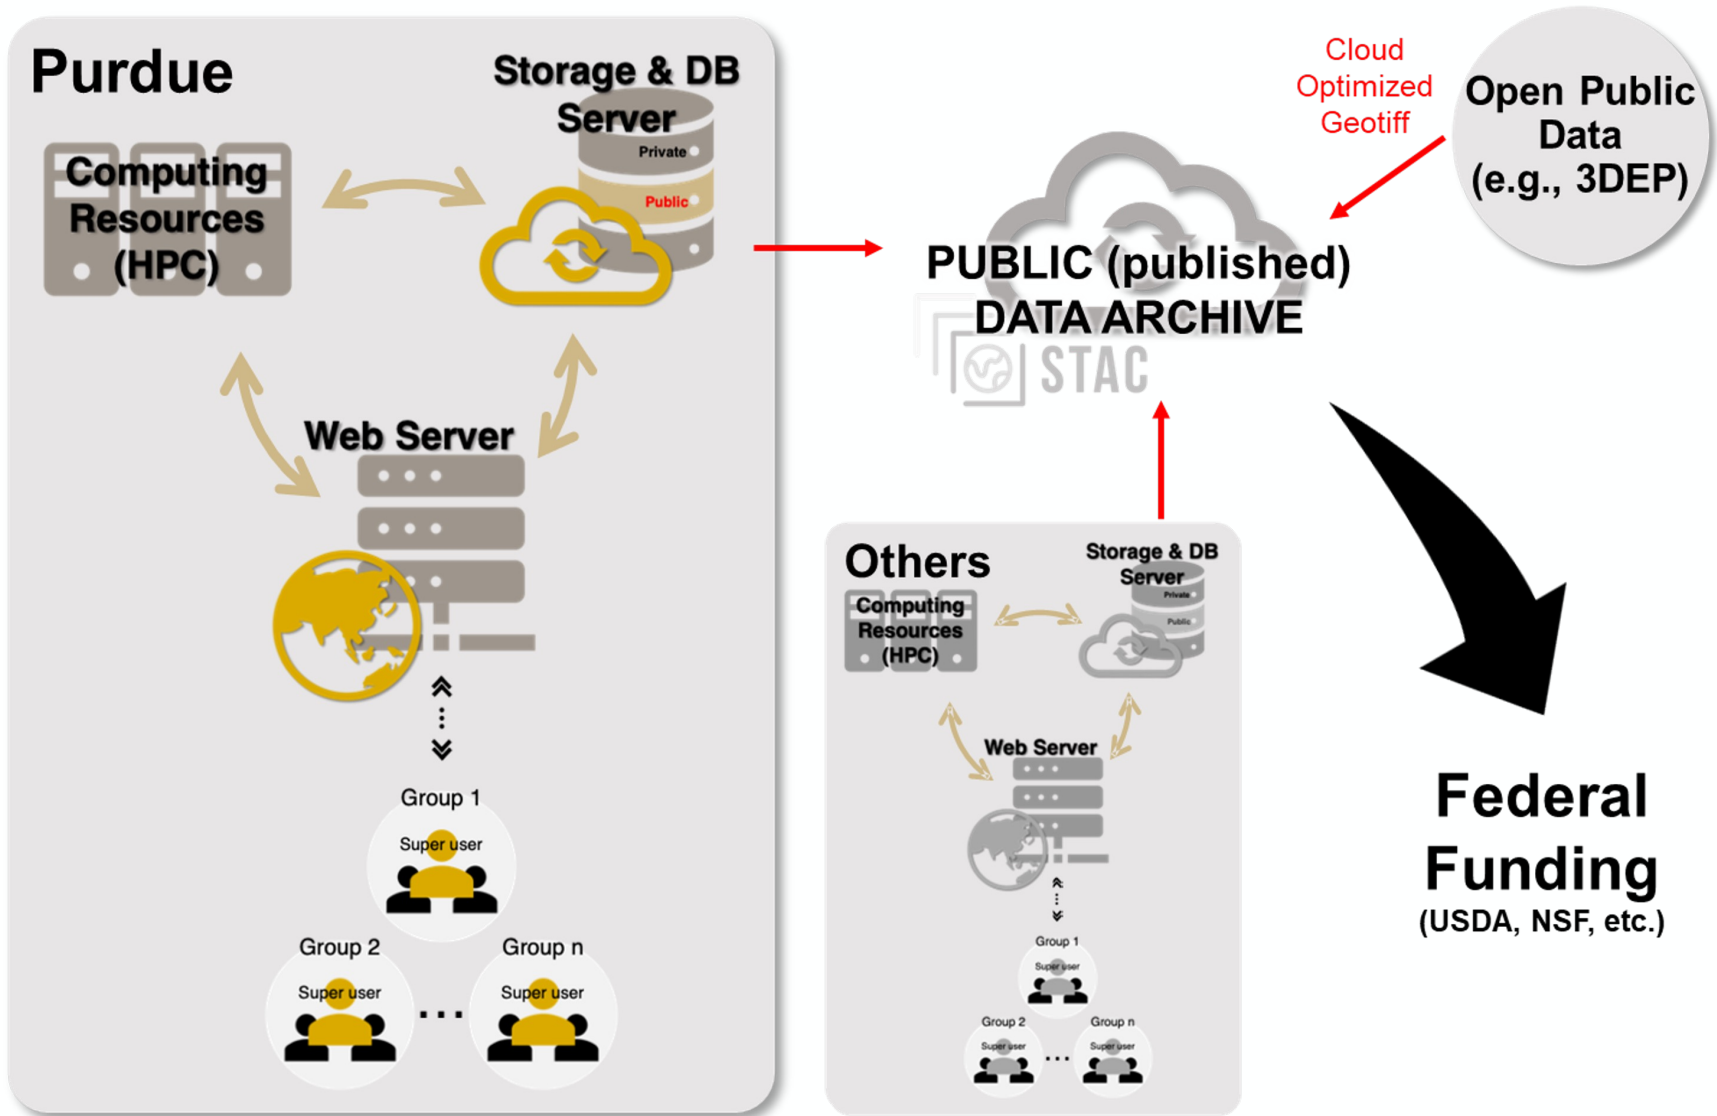 Purdue
Storage & DB
Server
Private
Public
Computing
Resources
(HPC)
Web Server
Group 1
Super user
Group 2
Super user
...
Group n
Super user
Cloud
Optimized
Geotiff
Open Public
Data
(e.g., 3DEP)
PUBLIC (published)
DATA ARCHIVE
STAC
Others
Storage & DB
Server
Private
Public
Computing
Resources
(HPC)
Web Server
Group 1
Super user
Group 2
Super user
...
Group n
Super user
Federal
Funding
(USDA, NSF, etc.)